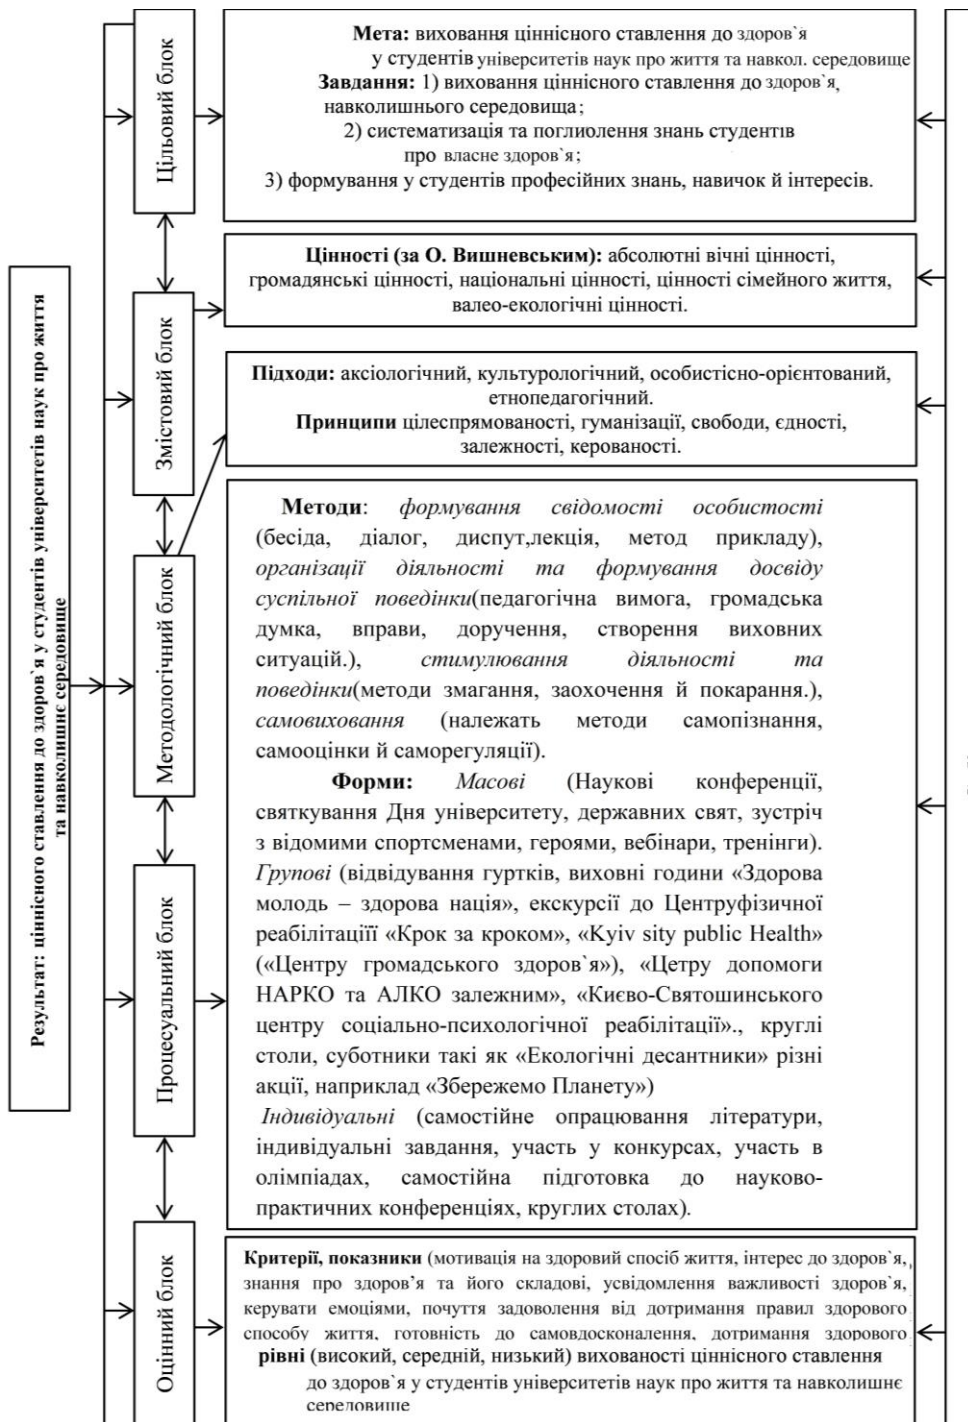 Результат: ціннісного ставлення до здоров`я у студентів університетів наук про життя
та навколишнє середовище
Цільовий блок
Мета: виховання ціннісного ставлення до здоров`я
у студентів університетів наук про життя та навкол. середовище
Завдання: 1) виховання ціннісного ставлення до здоров`я,
навколишнього середовища;
2) систематизація та поглиолення знань студентів
про власне здоров`я;
3) формування у студентів професійних знань, навичок й інтересів.
Змістовий блок
Цінності (за О. Вишневським): абсолютні вічні цінності,
громадянські цінності, національні цінності, цінності сімейного життя,
валео-екологічні цінності.
Методологічний блок
Підходи: аксіологічний, культурологічний, особистісно-орієнтований,
етнопедагогічний.
Принципи цілеспрямованості, гуманізації, свободи, єдності,
залежності, керованості.
Процесуальний блок
Методи: формування свідомості особистості
(бесіда, діалог, диспут,лекція, метод прикладу),
організації діяльності та формування досвіду
суспільної поведінки(педагогічна вимога, громадська
думка, вправи, доручення, створення виховних
ситуацій.), стимулювання діяльності та
поведінки(методи змагання, заохочення й покарання.),
самовиховання (належать методи самопізнання,
самооцінки й саморегуляції).
Форми: Масові (Наукові конференції,
святкування Дня університету, державних свят, зустріч
з відомими спортсменами, героями, вебінари, тренінги).
Групові (відвідування гуртків, виховні години «Здорова
молодь – здорова нація», екскурсії до Центруфізичної
реабілітаціїї «Крок за кроком», «Kyiv sity public Health»
(«Центру громадського здоров`я»), «Цетру допомоги
НАРКО та АЛКО залежним», «Києво-Святошинського
центру соціально-психологічної реабілітації»., круглі
столи, суботники такі як «Екологічні десантники» різні
акції, наприклад «Збережемо Планету»)
Індивідуальні (самостійне опрацювання літератури,
індивідуальні завдання, участь у конкурсах, участь в
олімпіадах, самостійна підготовка до науково-
практичних конференціях, круглих столах).
Оцінний блок
Критерії, показники (мотивація на здоровий спосіб життя, інтерес до здоров`я,
знання про здоров’я та його складові, усвідомлення важливості здоров`я,
керувати емоціями, почуття задоволення від дотримання правил здорового
способу життя, готовність до самовдосконалення, дотримання здорового
рівні (високий, середній, низький) вихованості ціннісного ставлення
до здоров`я у студентів університетів наук про життя та навколишнє
середовище